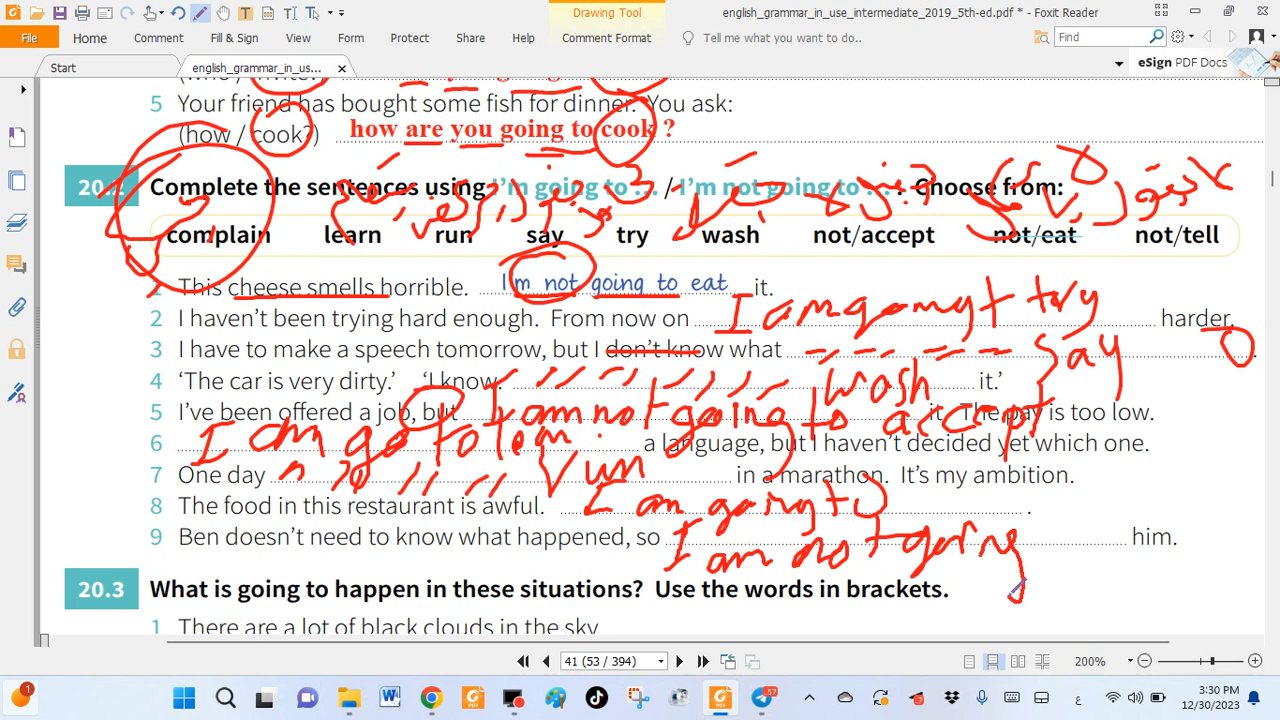 Drawing Tool
english_grammar_in_use_intermediate_2019_5th-ed.pdf * - Foxit Reader
File Home Comment Fill & Sign View Form Protect Share Help Comment Format Tell me what you want to do.. Find
Start english_grammar_in_us... eSign PDF Docs
5 Your friend has bought some fish for dinner. You ask:
(how / cook?) how are you going to cook ?
20.2 Complete the sentences using I'm going to ... / I'm not going to ... . Choose from:
complain learn run say try wash not/accept not/eat not/tell
1 This cheese smells horrible. I'm not going to eat it.
2 I haven't been trying hard enough. From now on I am going t try harder.
3 I have to make a speech tomorrow, but I don't know what say .
4 'The car is very dirty.' 'I know. wash it.'
5 I've been offered a job, but I am not going to accept it. The pay is too low.
6 I am go to a language, but I haven't decided yet which one.
7 One day run in a marathon. It's my ambition.
8 The food in this restaurant is awful. I am going t .
9 Ben doesn't need to know what happened, so I am not going him.
20.3 What is going to happen in these situations? Use the words in brackets.
1 There are a lot of black clouds in the sky
41 (53 / 394) 200%
1 57 ع 3:30 PM
12/30/2023